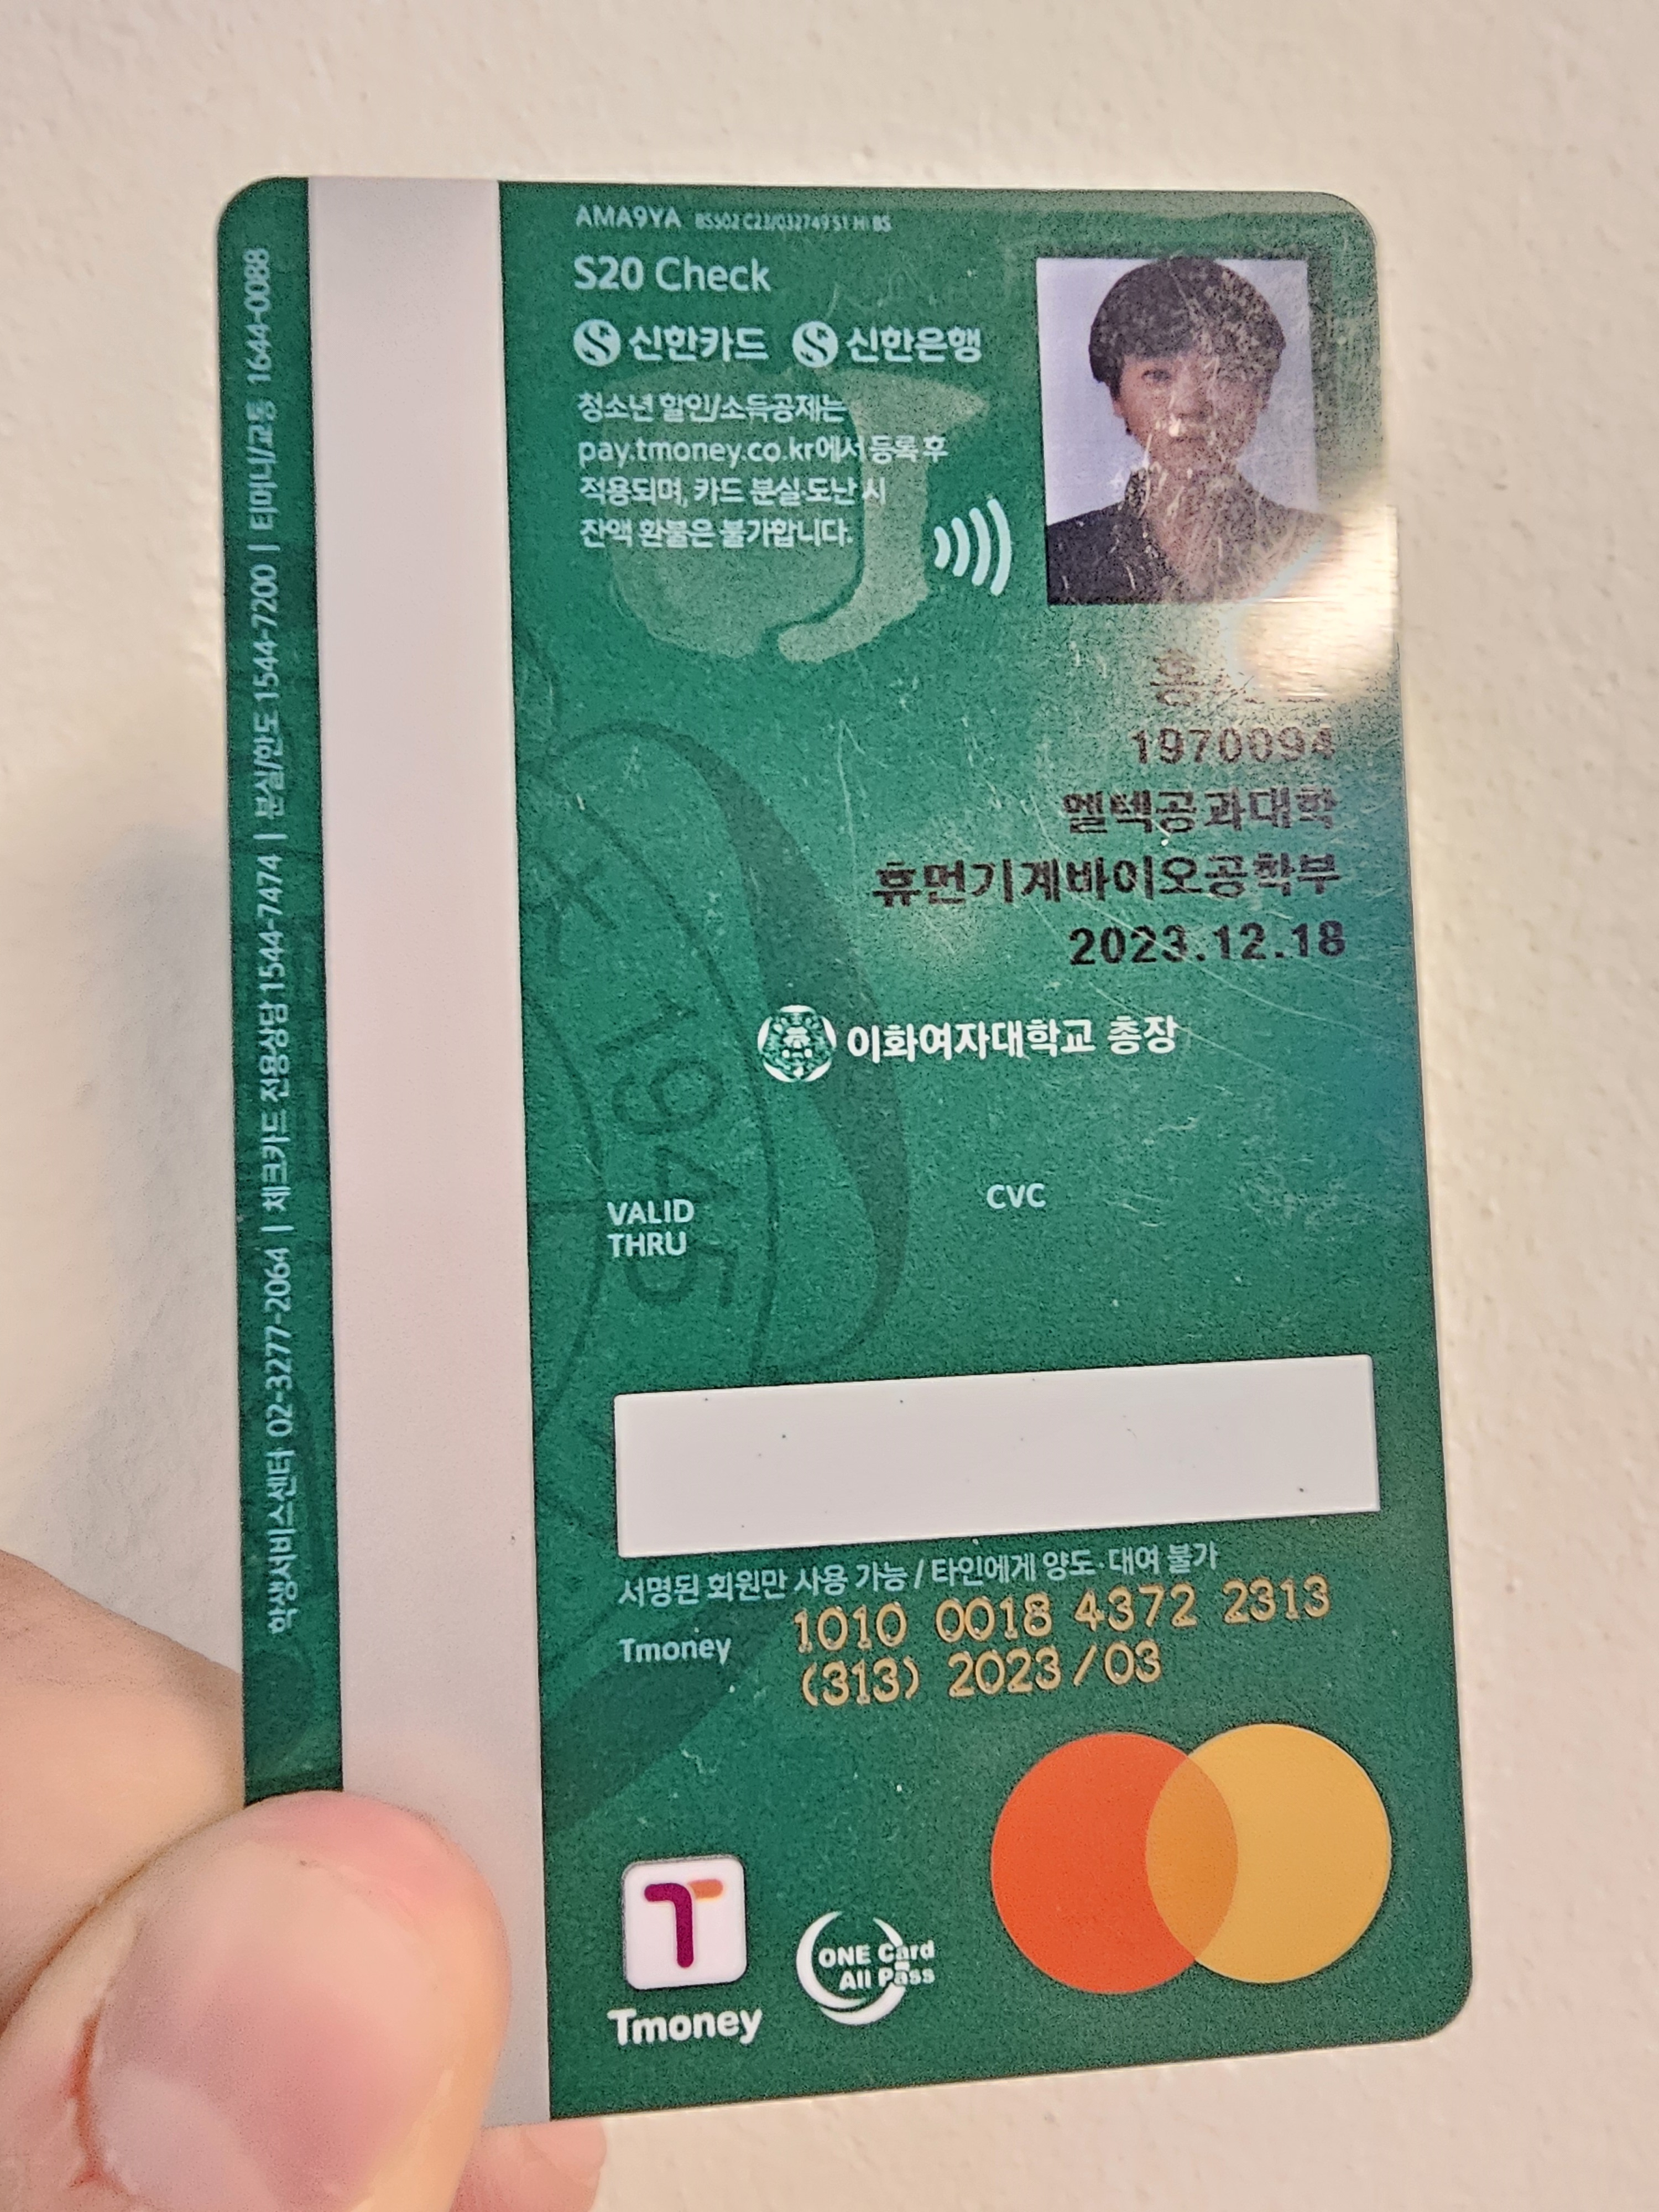 AMA9YA
S20 Check
신한카드 신한은행
청소년 할인/소득공제는
pay.tmoney.co.kr에서 등록 후
적용되며, 카드 분실·도난 시
잔액 환불은 불가합니다.
1970094
엘텍공과대학
휴먼기계바이오공학부
2023.12.18
이화여자대학교 총장
1945
VALID
THRU
CVC
서명된 회원만 사용 가능 / 타인에게 양도·대여 불가
Tmoney
1010 0018 4372 2313
(313) 2023/03
Tmoney
ONE Card
All Pass
학생서비스센터 02-3277-2064 | 체크카드 전용상담 1544-7474 | 분실/인도 1544-7200 | 티머니/교통 1644-0088